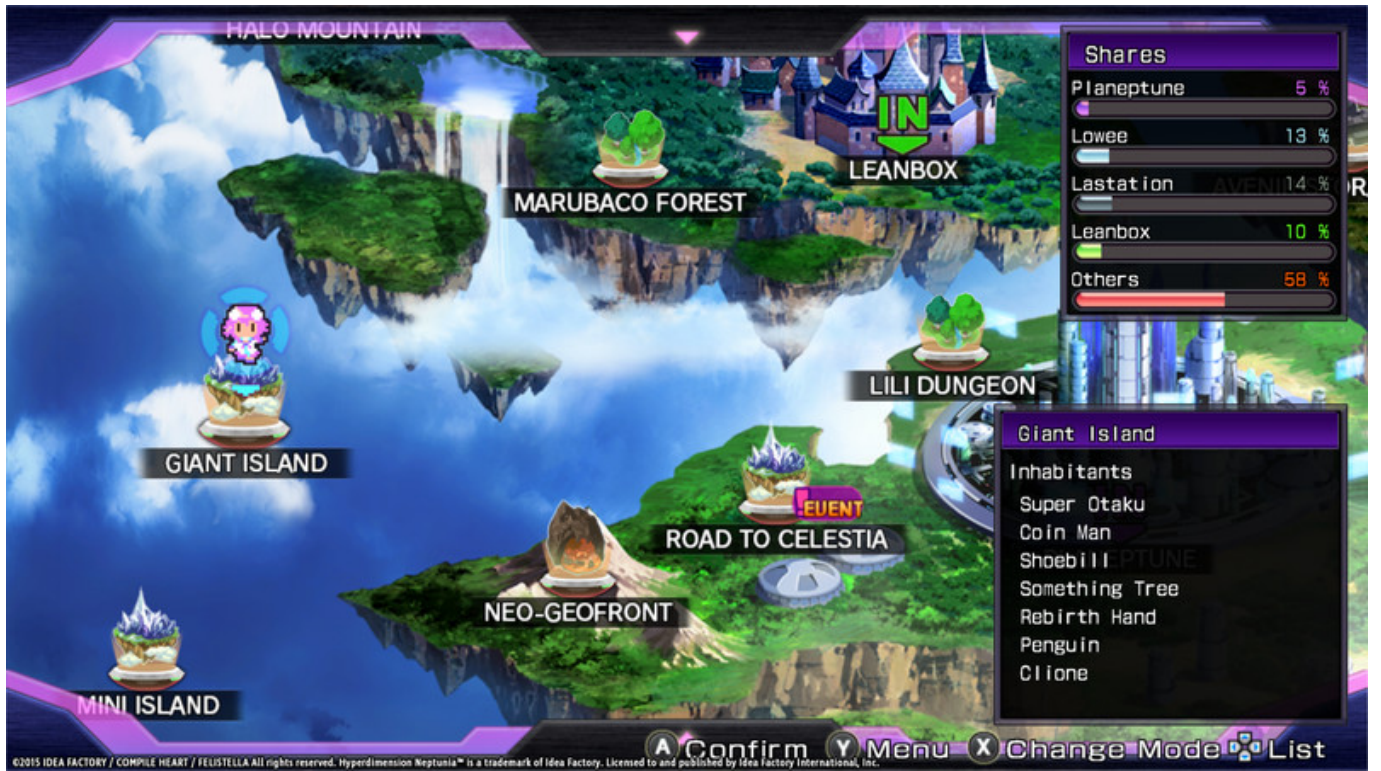 HALO MOUNTAIN
Shares
Planeptune 5 %
Lowee 13 %
Lastation 14 %
Leanbox 10 %
Others 58 %
IN
LEANBOX
MARUBACO FOREST
LILI DUNGEON
GIANT ISLAND
!EVENT
ROAD TO CELESTIA
NEO-GEOFRONT
MINI ISLAND
Giant Island
Inhabitants
Super Otaku
Coin Man
Shoebill
Something Tree
Rebirth Hand
Penguin
Clione
A Confirm Y Menu X Change Mode List
©2015 IDEA FACTORY / COMPILE HEART / FELISTELLA All rights reserved. Hyperdimension Neptunia™ is a trademark of Idea Factory. Licensed to and published by Idea Factory International, Inc.